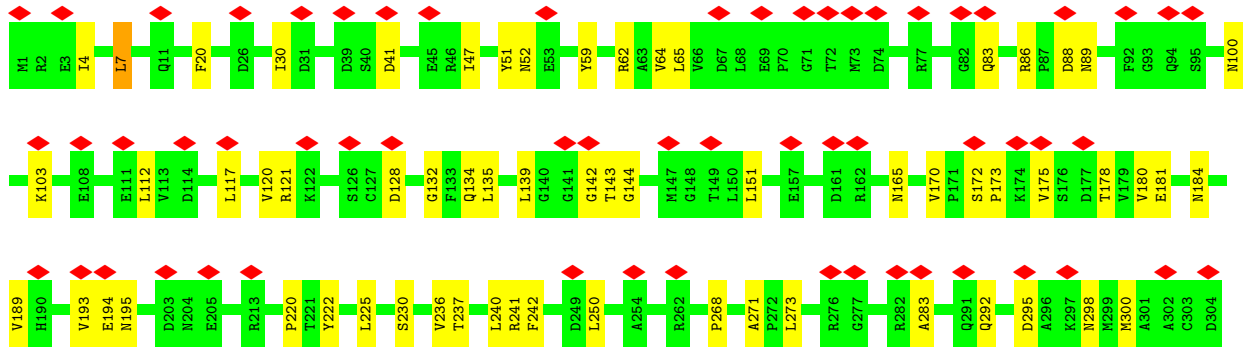 M1 R2 E3 I4 L7 Q11 F20 D26 I30 D31 D39 S40 D41 E45 R46 I47 Y51 N52 E53 Y59 R62 A63 V64 L65 V66 D67 L68 E69 P70 G71 T72 M73 D74 R77 G82 Q83 R86 P87 D88 N89 F92 G93 Q94 S95 N100
K103 E108 E111 L112 V113 D114 L117 V120 R121 K122 S126 C127 D128 G132 F133 Q134 L135 L139 G140 G141 G142 T143 G144 M147 G148 T149 L150 L151 E157 D161 R162 N165 V170 P171 S172 P173 K174 V175 S176 D177 T178 V179 V180 E181 N184
V189 H190 V193 E194 N195 D203 N204 E205 R213 P220 T221 Y222 L225 S230 V236 T237 L240 R241 F242 D249 L250 A254 R262 P268 A271 P272 L273 R276 G277 R282 A283 Q291 Q292 D295 A296 K297 N298 M299 M300 A301 A302 C303 D304